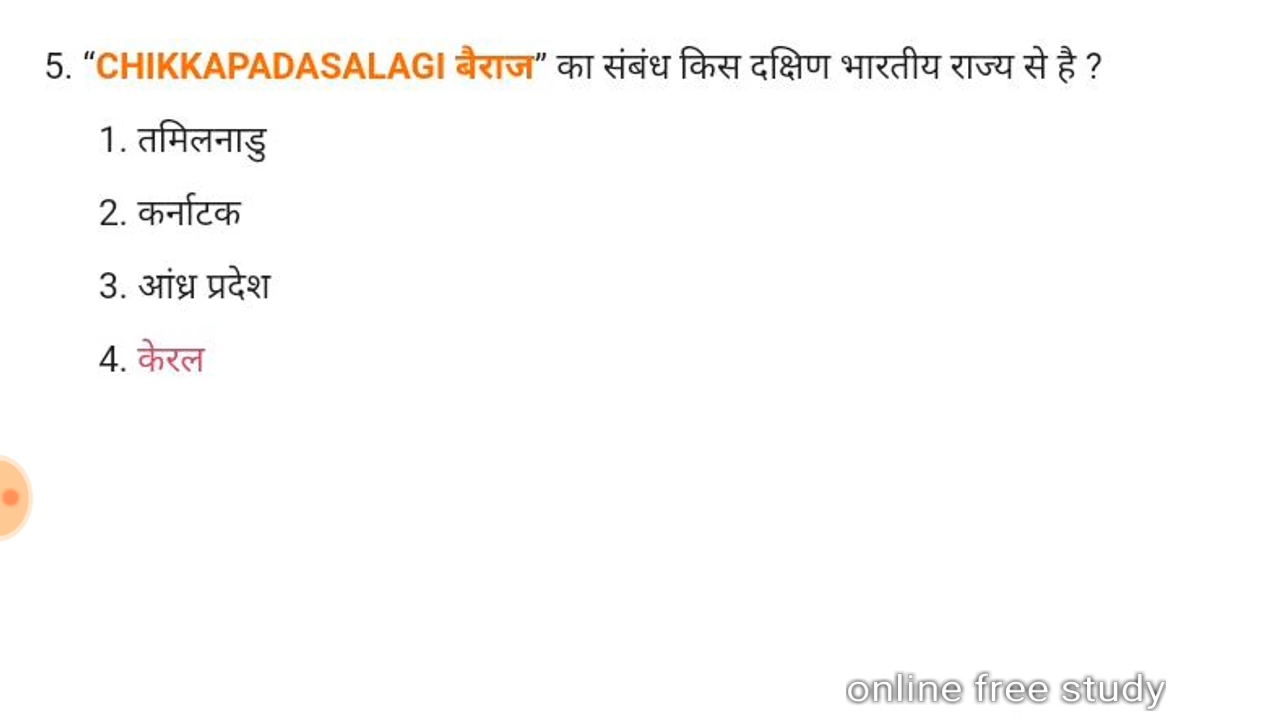 5. “CHIKKAPADASALAGI बैराज” का संबंध किस दक्षिण भारतीय राज्य से है ?
1. तमिलनाडु
2. कर्नाटक
3. आंध्र प्रदेश
4. केरल
online free study